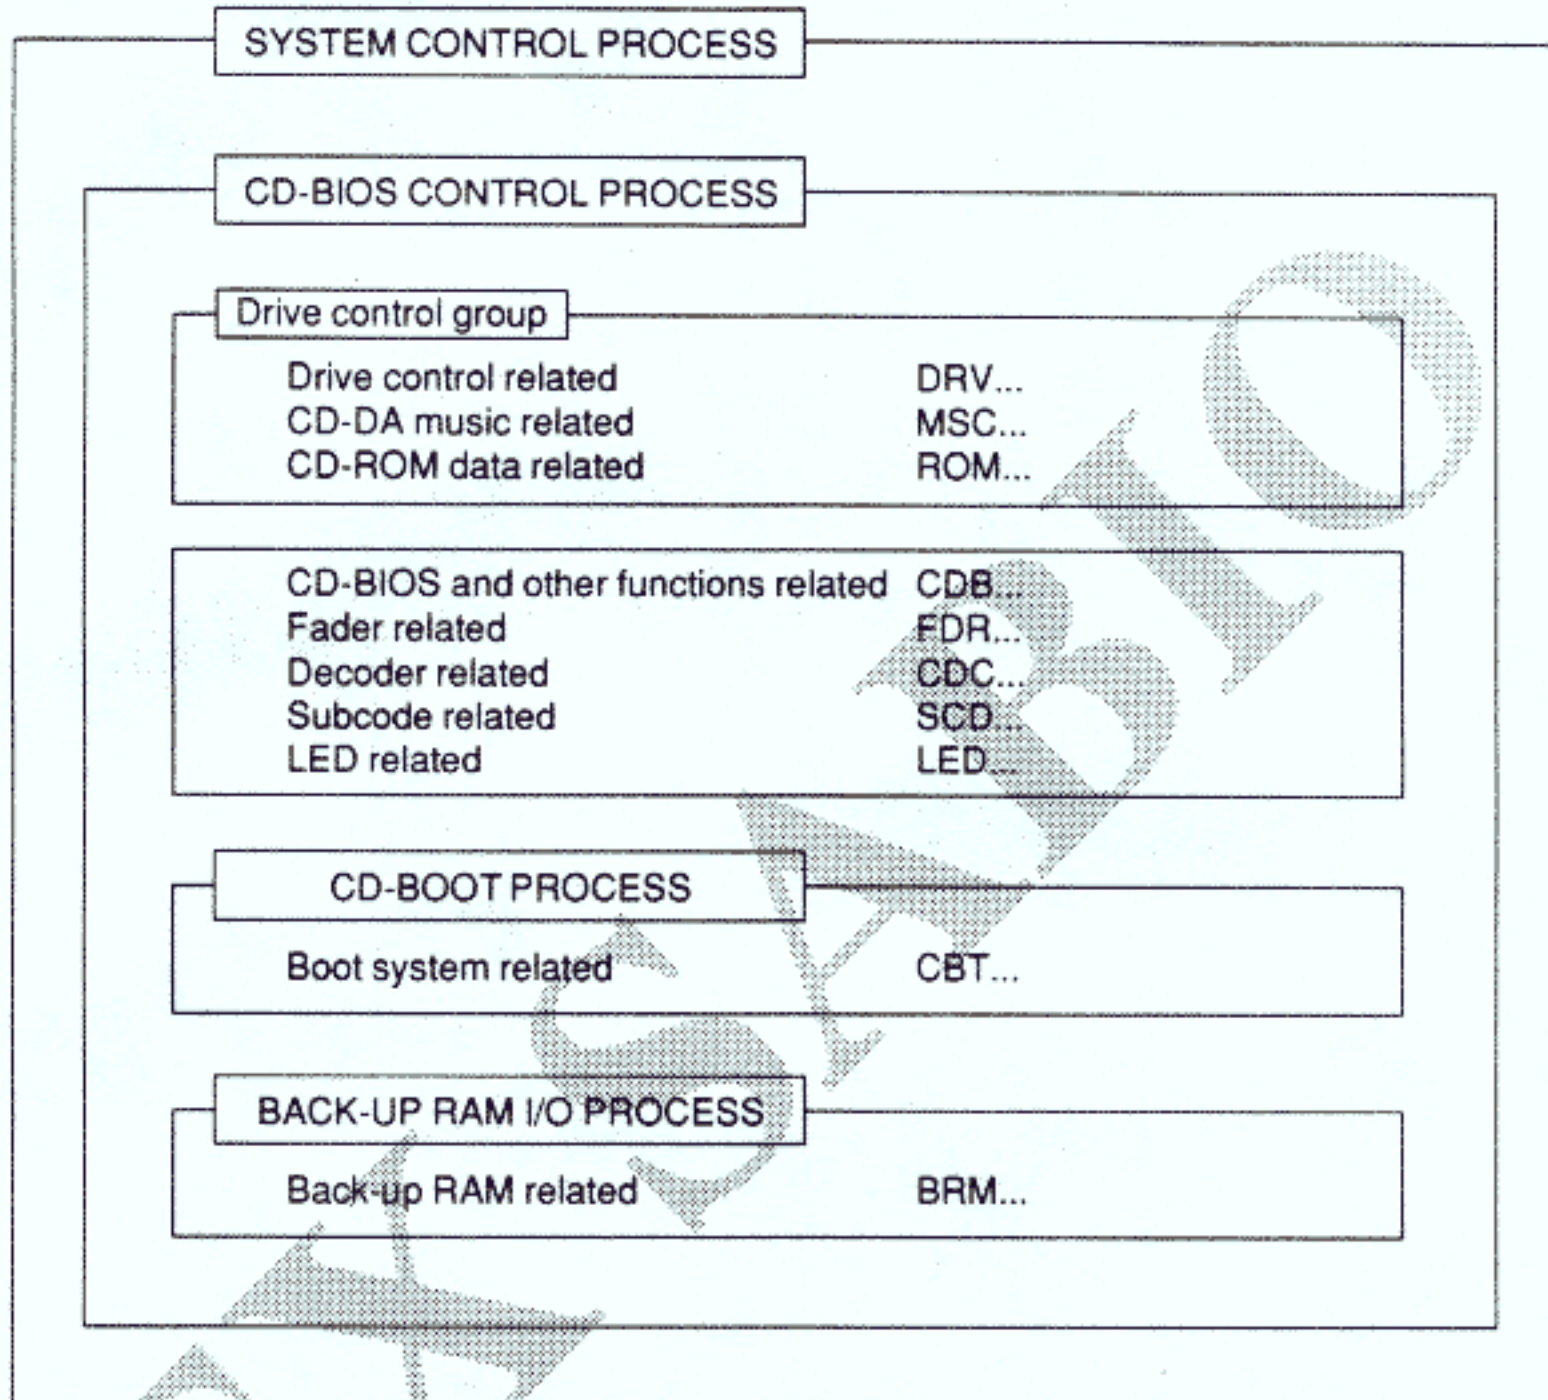 SYSTEM CONTROL PROCESS
CD-BIOS CONTROL PROCESS
Drive control group
Drive control related DRV...
CD-DA music related MSC...
CD-ROM data related ROM...
CD-BIOS and other functions related CDB...
Fader related FDR...
Decoder related CDC...
Subcode related SCD...
LED related LED...
CD-BOOT PROCESS
Boot system related CBT...
BACK-UP RAM I/O PROCESS
Back-up RAM related BRM...